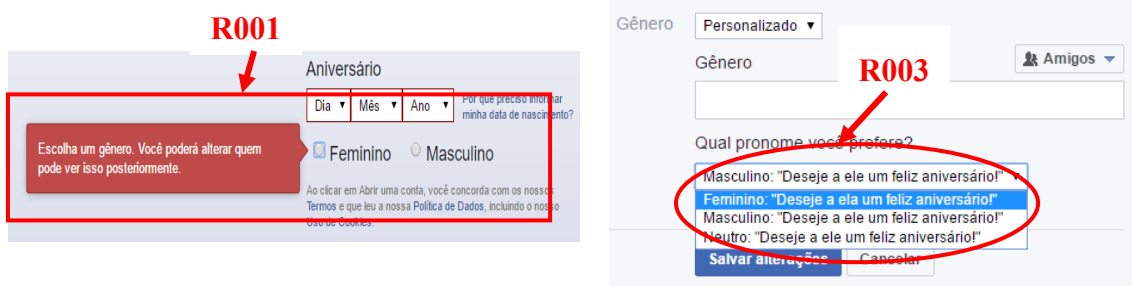 R001
Aniversário
Dia Mês Ano Por que preciso informar
minha data de nascimento?
Escolha um gênero. Você poderá alterar quem
pode ver isso posteriormente.
Feminino Masculino
Ao clicar em Abrir uma conta, você concorda com os nossos
Termos e que leu a nossa Política de Dados, incluindo o nosso
Uso de Cookies.
Gênero Personalizado
R003
Gênero Amigos
Qual pronome você prefere?
Masculino: "Deseje a ele um feliz aniversário!"
Feminino: "Deseje a ela um feliz aniversário!"
Masculino: "Deseje a ele um feliz aniversário!"
Neutro: "Deseje a ele um feliz aniversário!"
Salvar alterações Cancelar